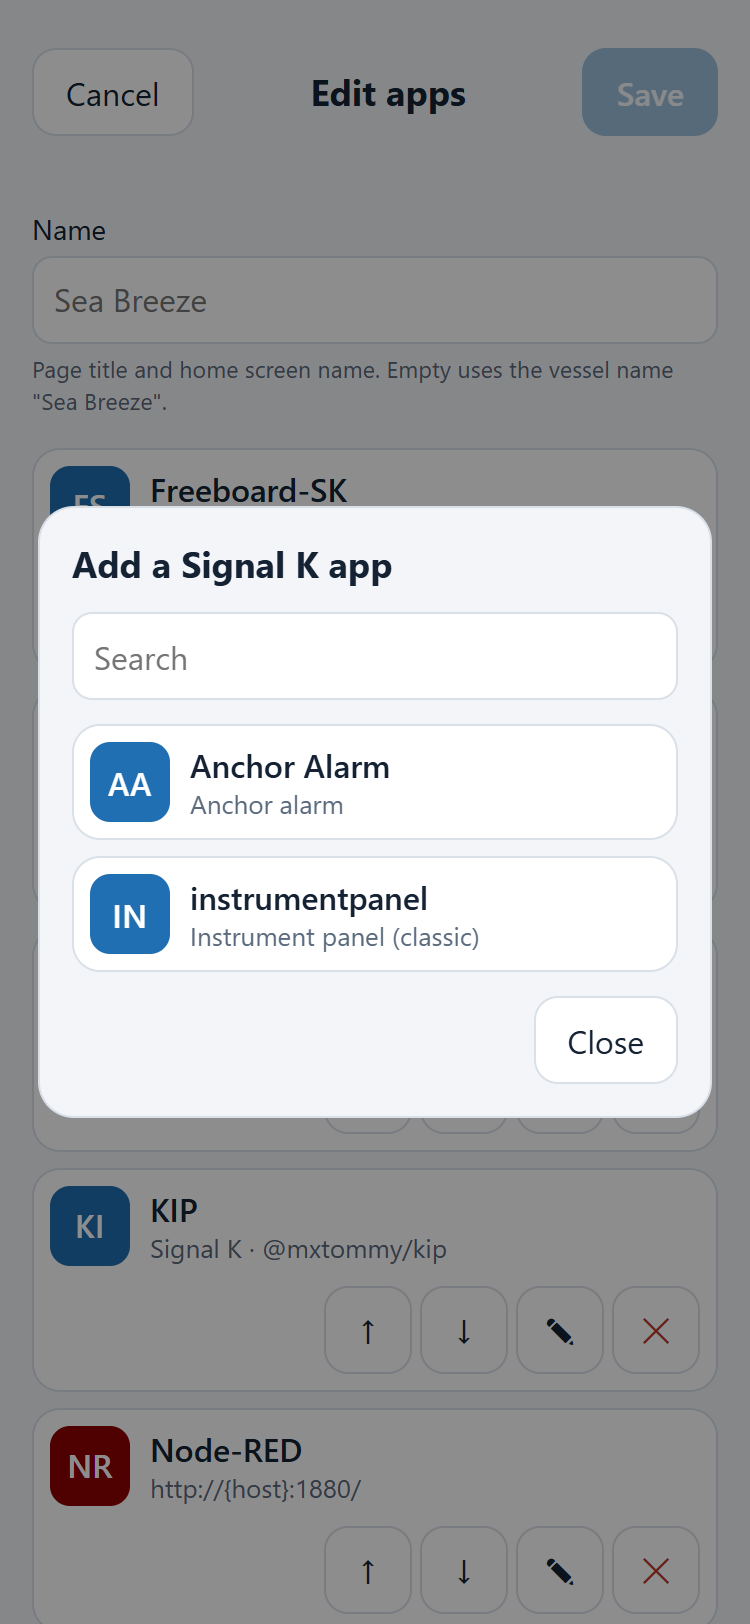 Cancel
Edit apps
Save
Name
Sea Breeze
Page title and home screen name. Empty uses the vessel name
"Sea Breeze".
FS
Freeboard-SK
Add a Signal K app
Search
AA
Anchor Alarm
Anchor alarm
IN
instrumentpanel
Instrument panel (classic)
Close
KI
KIP
Signal K · @mxtommy/kip
↑ ↓
NR
Node-RED
http://{host}:1880/
↑ ↓